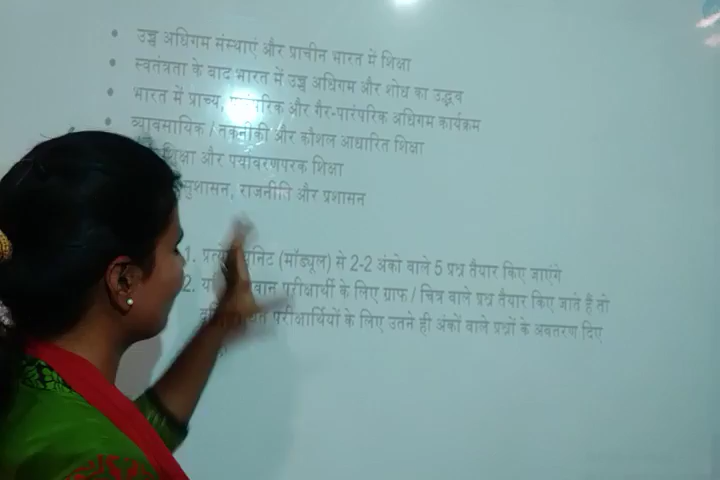 • उच्च अधिगम संस्थाएं और प्राचीन भारत में शिक्षा
• स्वतंत्रता के बाद भारत में उच्च अधिगम और शोध का उद्भव
• भारत में प्राच्य, और गैर-पारंपरिक अधिगम कार्यक्रम
• व्यावसायिक / तकनीकी और कौशल आधारित शिक्षा
शिक्षा और पर्यावरणपरक शिक्षा
सुशासन, राजनीति और प्रशासन
1. प्रत्येक यूनिट (मॉड्यूल) से 2-2 अंको वाले 5 प्रश्न तैयार किए जाएंगे
2. परीक्षार्थी के लिए ग्राफ / चित्र वाले प्रश्न तैयार किए जाते हैं तो
परीक्षार्थियों के लिए उतने ही अंकों वाले प्रश्नों के अवतरण दिए